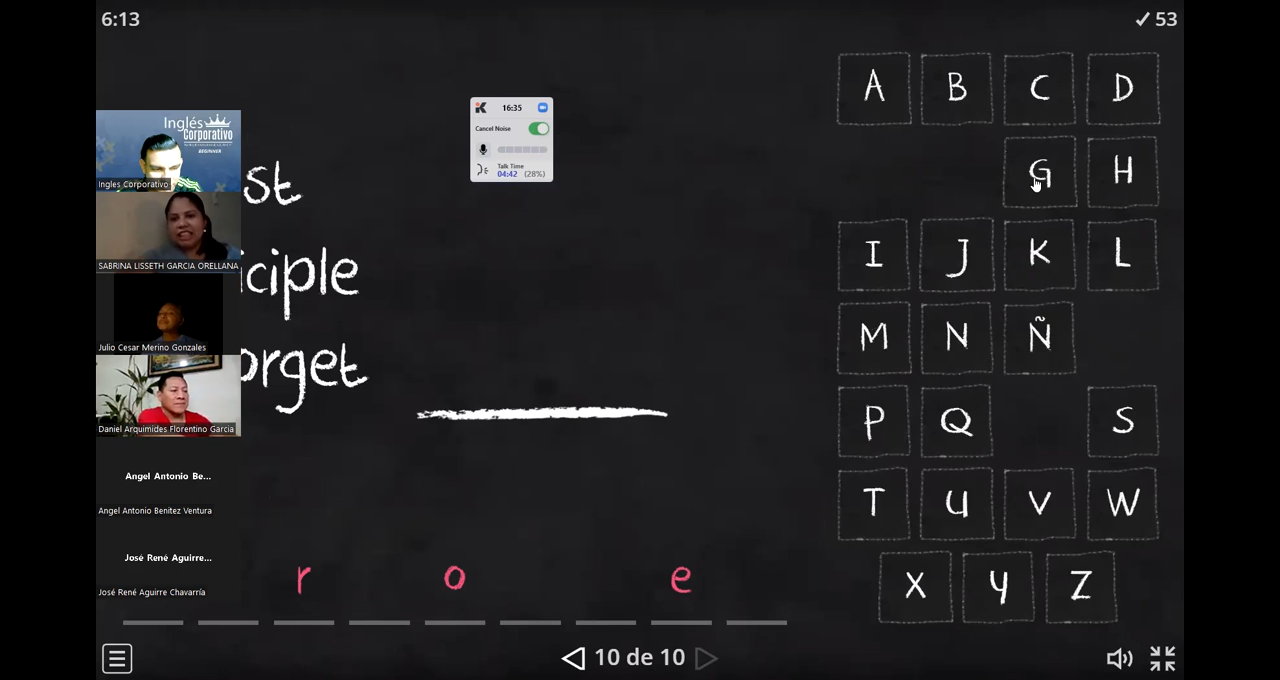 6:13
✓ 53
16:35
Cancel Noise
Talk Time
04:42 (28%)
Inglés
Corporativo
BEGINNER
Ingles Corporativo
SABRINA LISSETH GARCIA ORELLANA
Julio Cesar Merino Gonzales
Daniel Arquimides Florentino Garcia
Angel Antonio Be...
Angel Antonio Benitez Ventura
José René Aguirre...
José René Aguirre Chavarría
st
iciple
orget
A B C D
G H
I J K L
M N Ñ
P Q S
T U V W
X Y Z
r o e
10 de 10